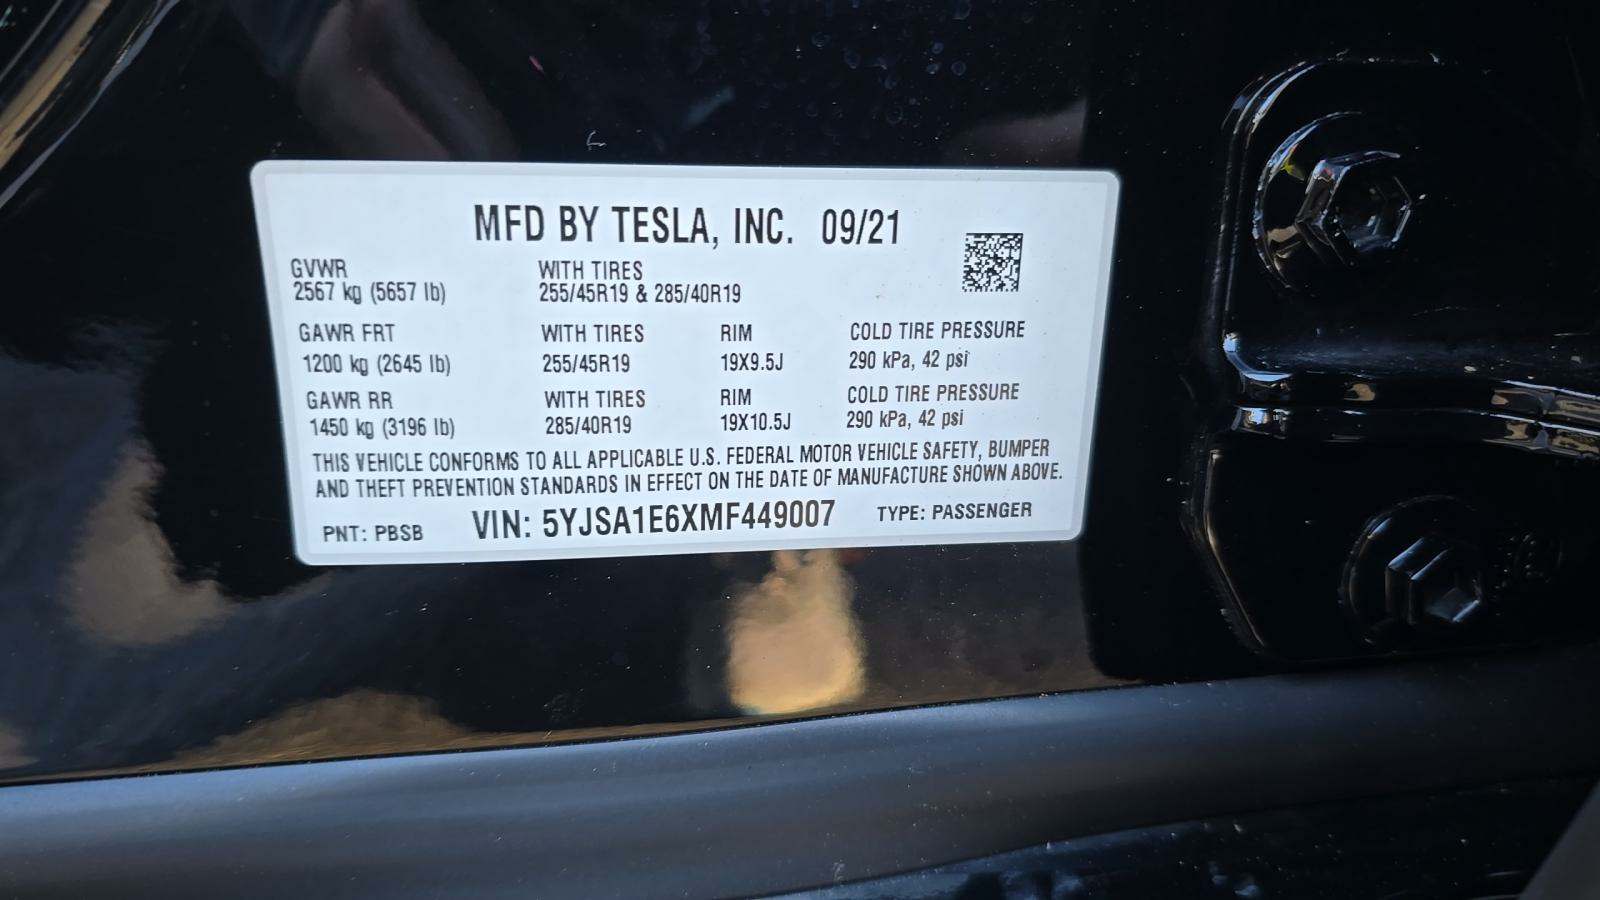 MFD BY TESLA, INC. 09/21
GVWR WITH TIRES
2567 kg (5657 lb) 255/45R19 & 285/40R19
GAWR FRT WITH TIRES RIM COLD TIRE PRESSURE
1200 kg (2645 lb) 255/45R19 19X9.5J 290 kPa, 42 psi
GAWR RR WITH TIRES RIM COLD TIRE PRESSURE
1450 kg (3196 lb) 285/40R19 19X10.5J 290 kPa, 42 psi
THIS VEHICLE CONFORMS TO ALL APPLICABLE U.S. FEDERAL MOTOR VEHICLE SAFETY, BUMPER
AND THEFT PREVENTION STANDARDS IN EFFECT ON THE DATE OF MANUFACTURE SHOWN ABOVE.
PNT: PBSB VIN: 5YJSA1E6XMF449007 TYPE: PASSENGER